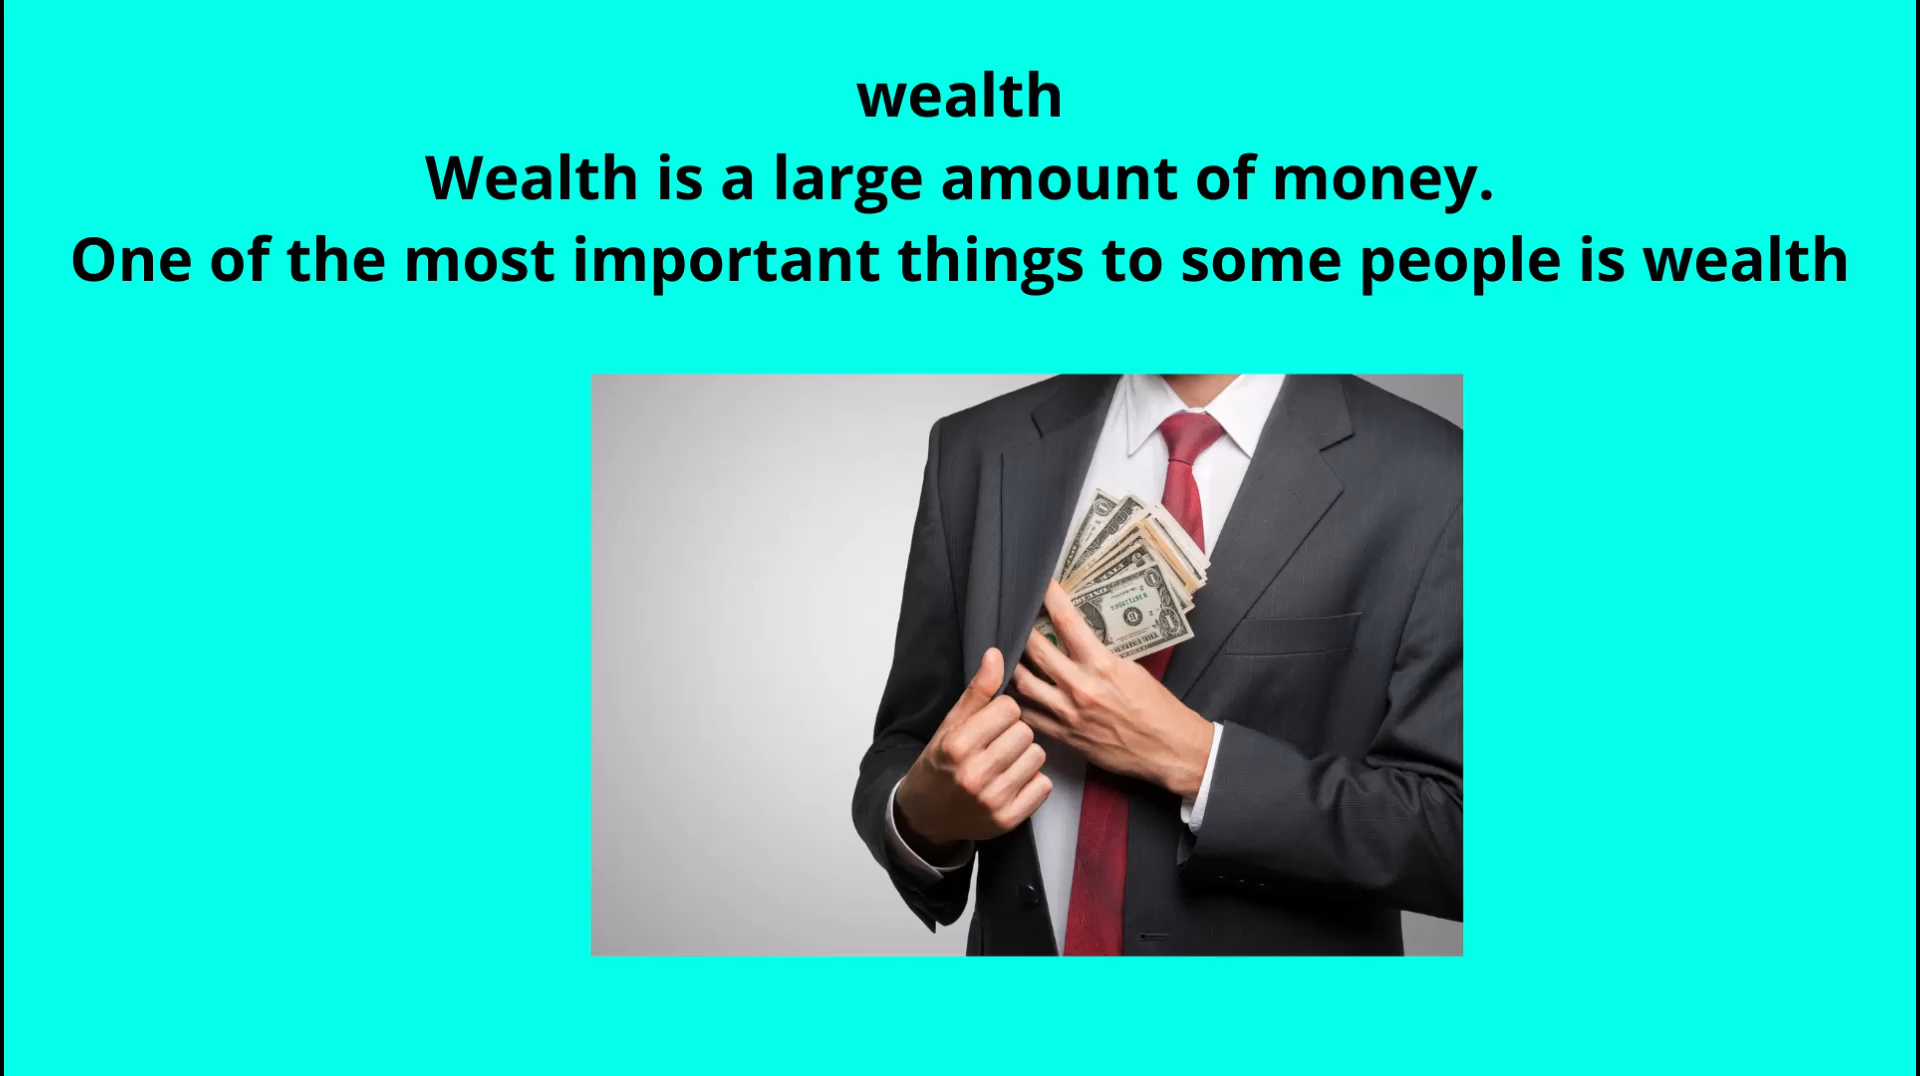 wealth
Wealth is a large amount of money.
One of the most important things to some people is wealth